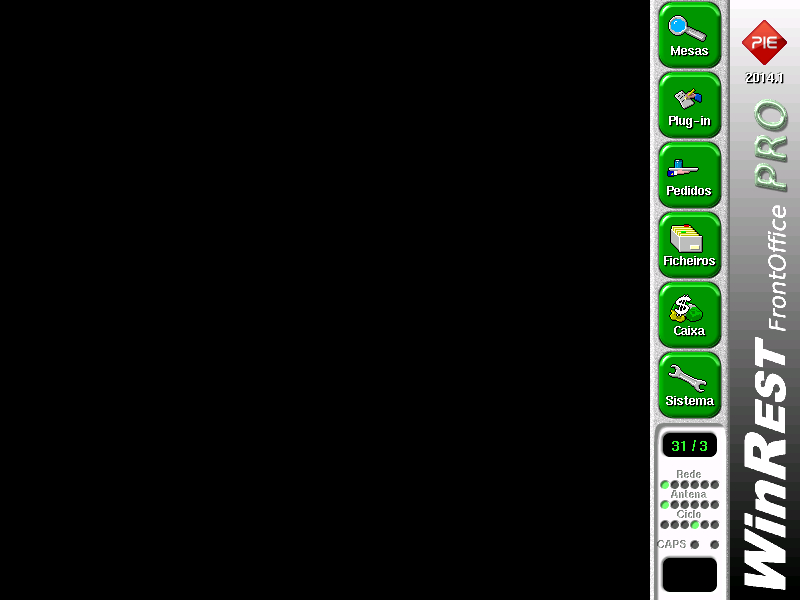 Mesas
Plug-in
Pedidos
Ficheiros
Caixa
Sistema
31 / 3
Rede
Antena
Ciclo
CAPS
PIE
2014.1
WinREST FrontOffice PRO